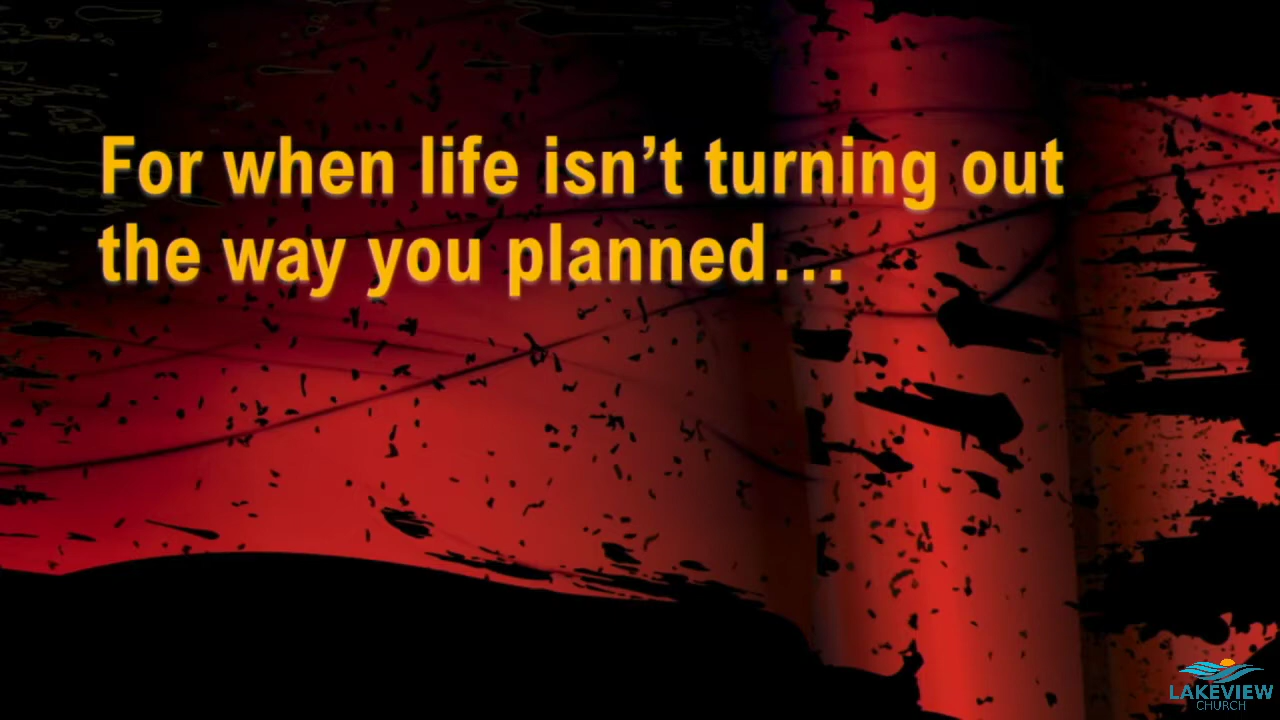 For when life isn’t turning out
the way you planned…
LAKEVIEW
CHURCH